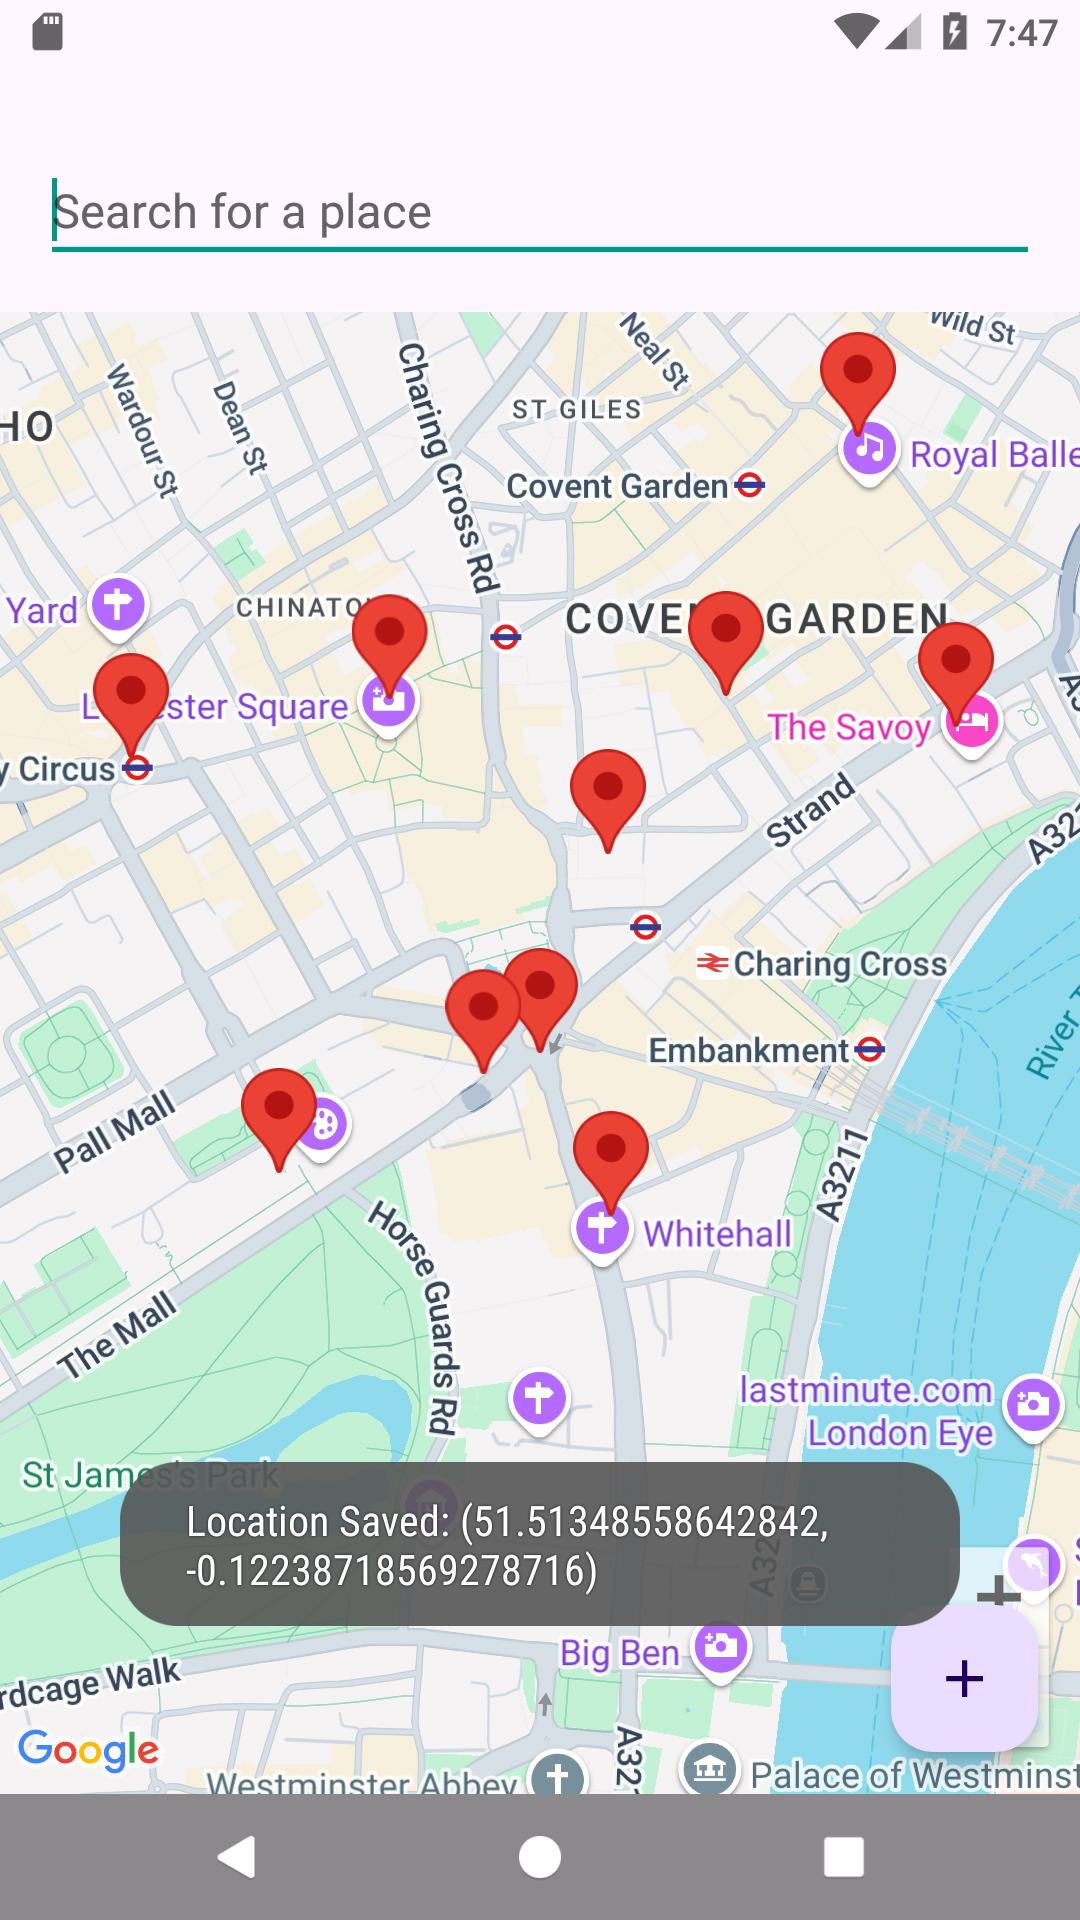 7:47
Search for a place
Wild St
Neal St
Charing Cross Rd
Wardour St
Dean St
ST GILES
HO
Royal Balle
Covent Garden
Yard
CHINATO
COVE GARDEN
L ester Square
The Savoy
y Circus
Strand
A32
Charing Cross
River T
Embankment
Pall Mall
A3211
Whitehall
Horse Guards Rd
The Mall
lastminute.com
London Eye
St James's Park
Location Saved: (51.51348558642842,
-0.12238718569278716)
+
Big Ben
rdcage Walk
+
Google
A32
Westminster Abbey
Palace of Westminst